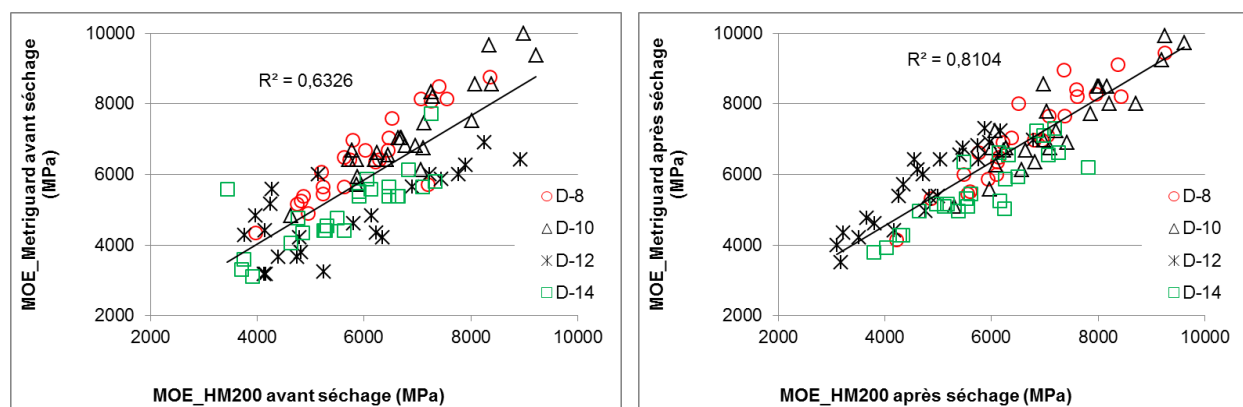 MOE_Metriguard avant séchage
(MPa)
10000
8000
6000
4000
2000
R² = 0,6326
D-8
D-10
D-12
D-14
2000 4000 6000 8000 10000
MOE_HM200 avant séchage (MPa)
MOE_Metriguard après séchage
(MPa)
10000
8000
6000
4000
2000
R² = 0,8104
D-8
D-10
D-12
D-14
2000 4000 6000 8000 10000
MOE_HM200 après séchage (MPa)